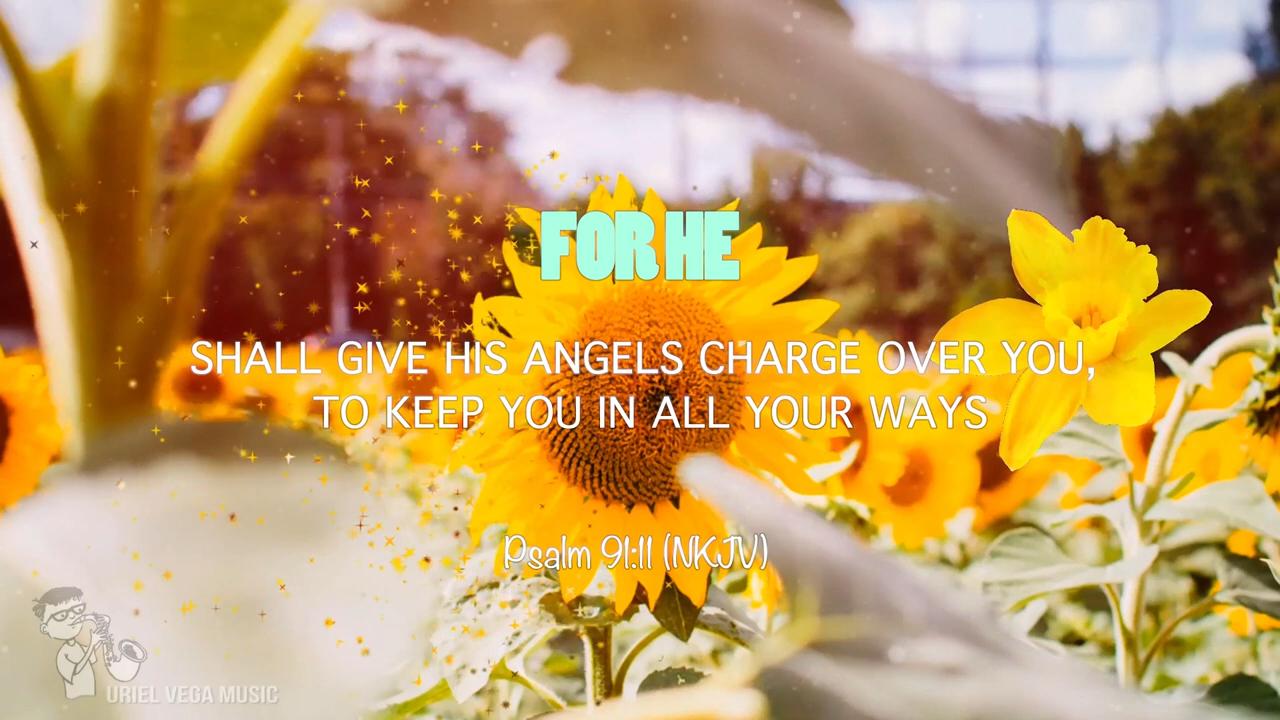 FOR HE
SHALL GIVE HIS ANGELS CHARGE OVER YOU,
TO KEEP YOU IN ALL YOUR WAYS
Psalm 91:11 (NKJV)
URIEL VEGA MUSIC